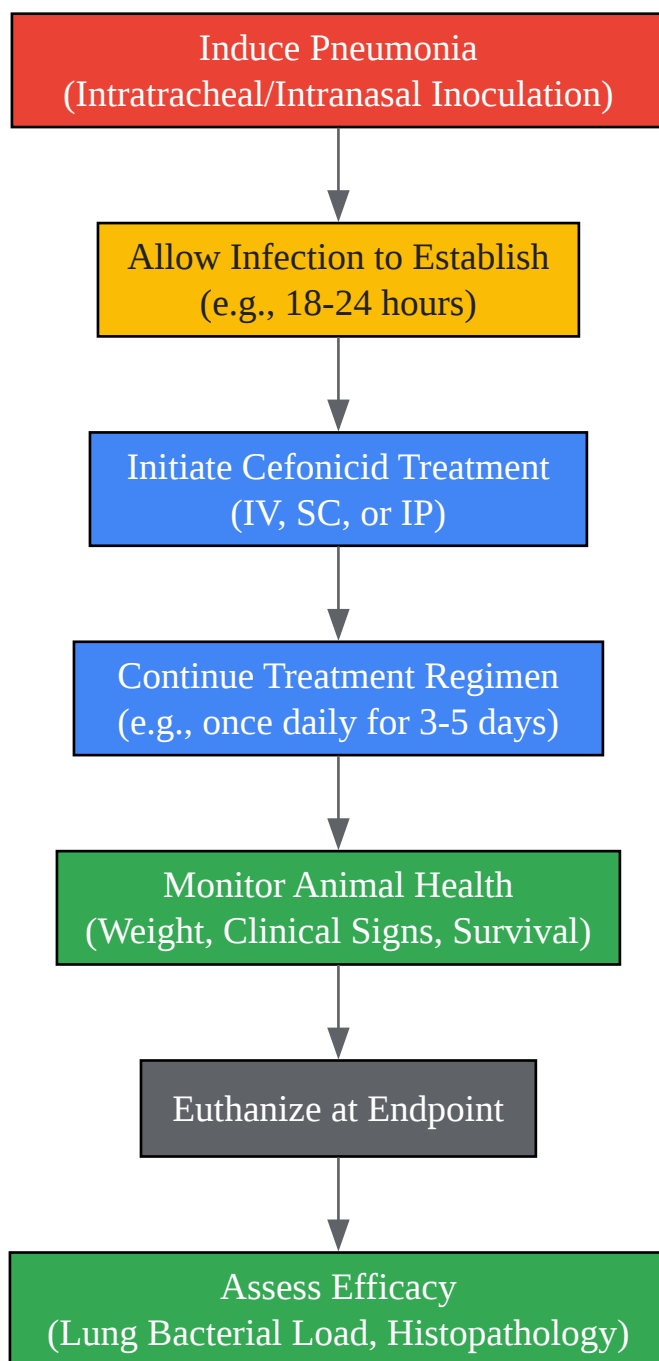 Induce Pneumonia
(Intratracheal/Intranasal Inoculation)
Allow Infection to Establish
(e.g., 18-24 hours)
Initiate Cefonicid Treatment
(IV, SC, or IP)
Continue Treatment Regimen
(e.g., once daily for 3-5 days)
Monitor Animal Health
(Weight, Clinical Signs, Survival)
Euthanize at Endpoint
Assess Efficacy
(Lung Bacterial Load, Histopathology)